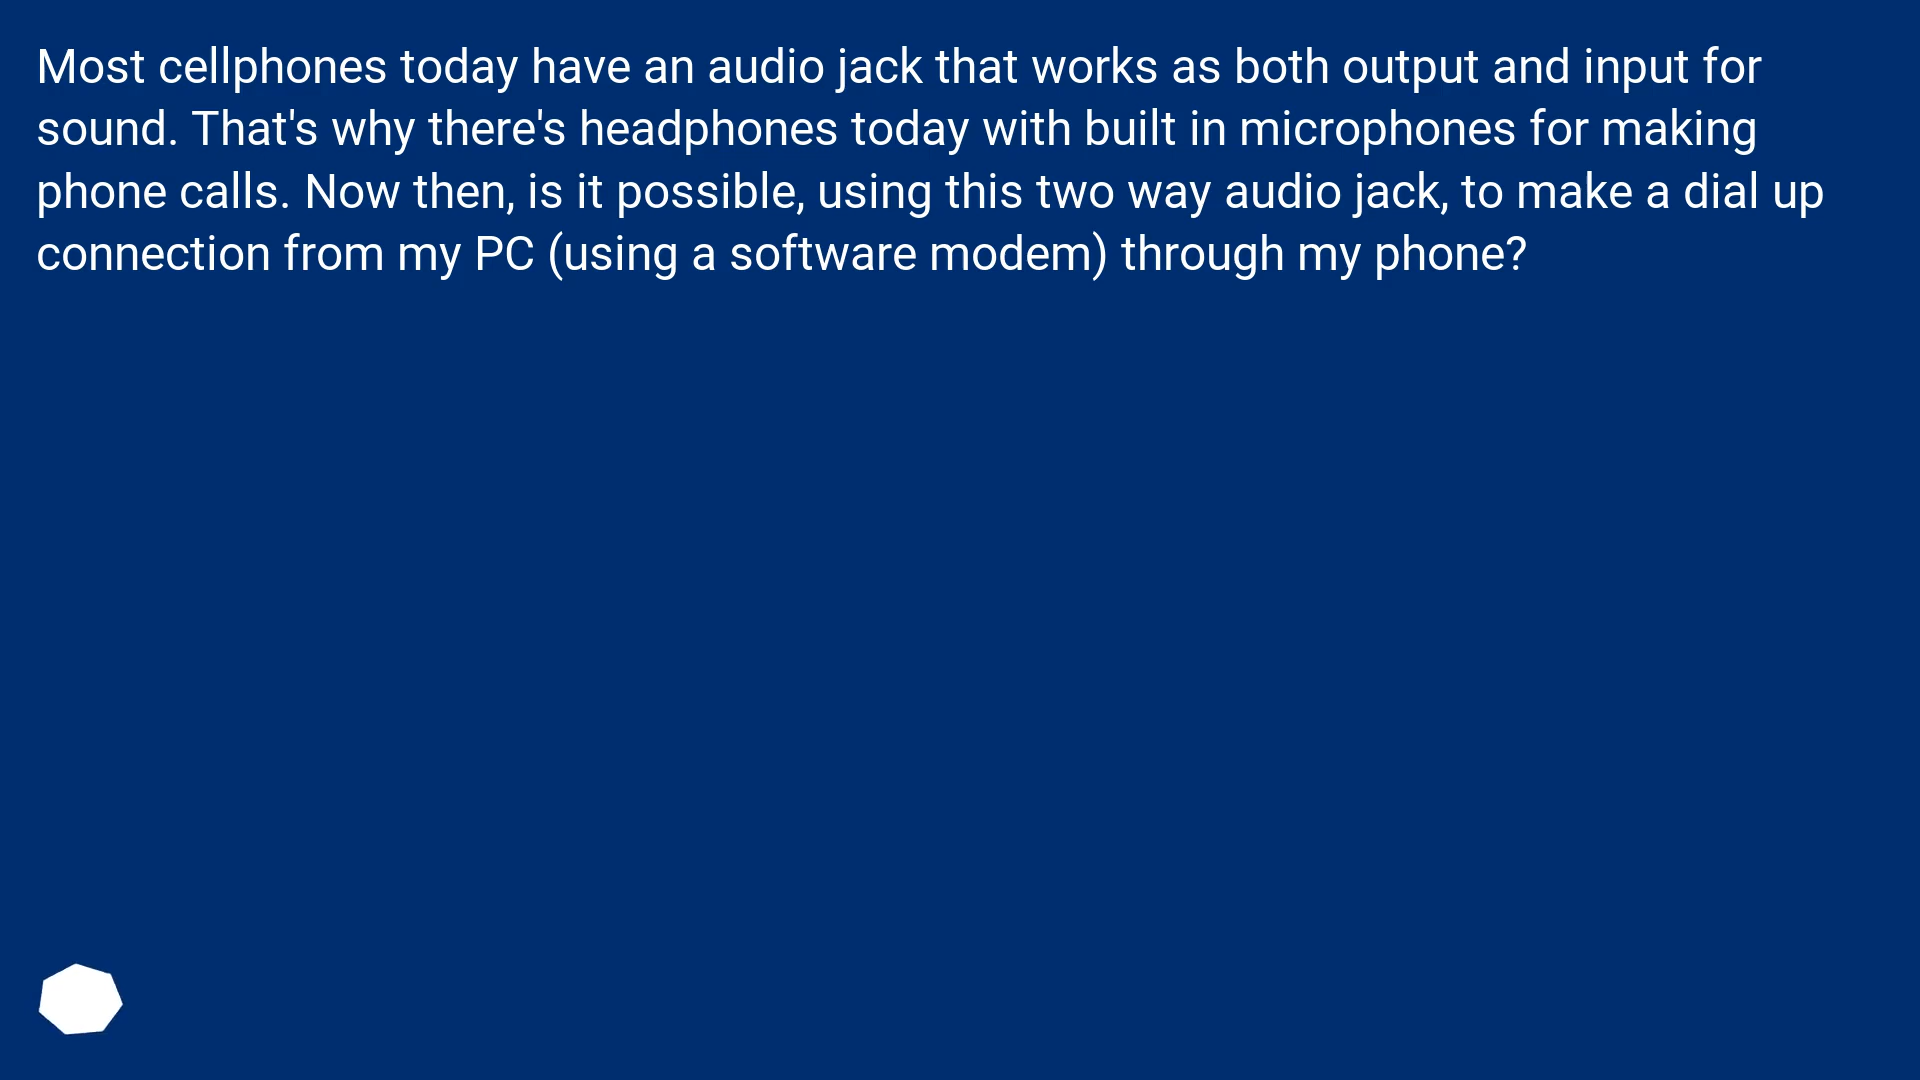 Most cellphones today have an audio jack that works as both output and input for
sound. That's why there's headphones today with built in microphones for making
phone calls. Now then, is it possible, using this two way audio jack, to make a dial up
connection from my PC (using a software modem) through my phone?